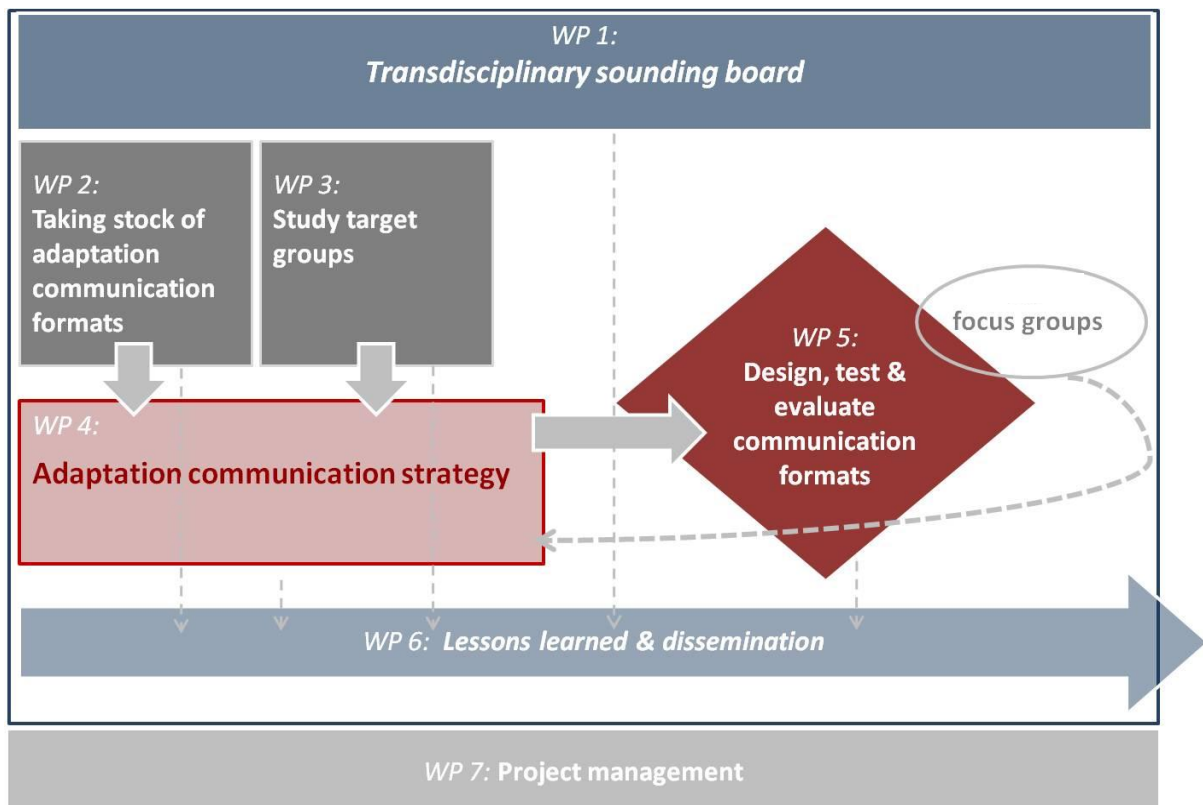 WP 1:
Transdisciplinary sounding board
WP 2:
Taking stock of
adaptation
communication
formats
WP 3:
Study target
groups
WP 4:
Adaptation communication strategy
WP 5:
Design, test &
evaluate
communication
formats
focus groups
WP 6: Lessons learned & dissemination
WP 7: Project management